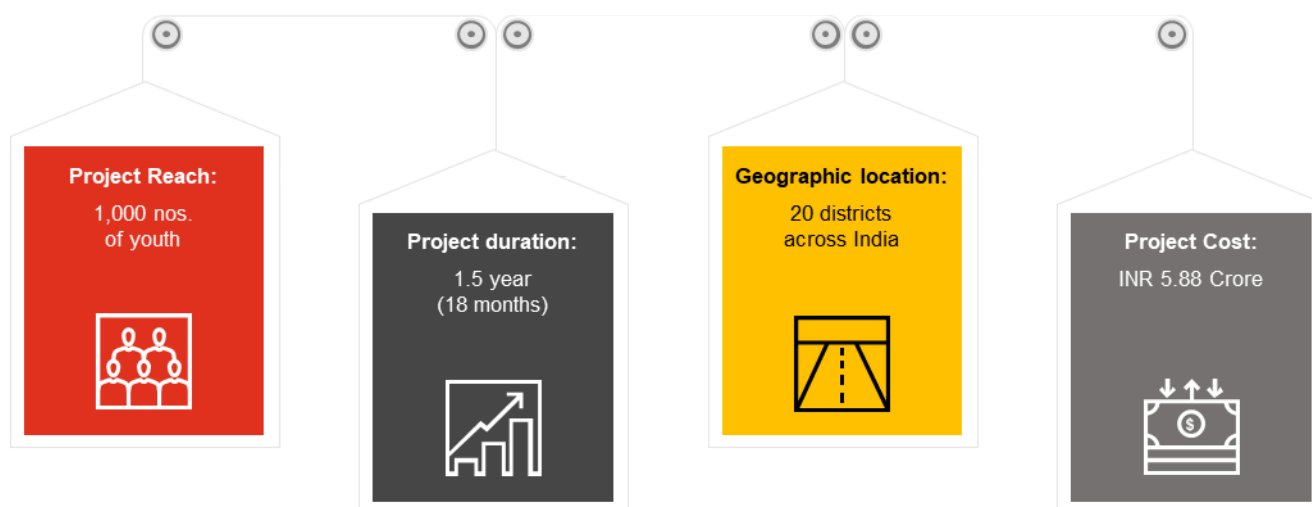 Project Reach:
1,000 nos.
of youth
Project duration:
1.5 year
(18 months)
Geographic location:
20 districts
across India
Project Cost:
INR 5.88 Crore
$